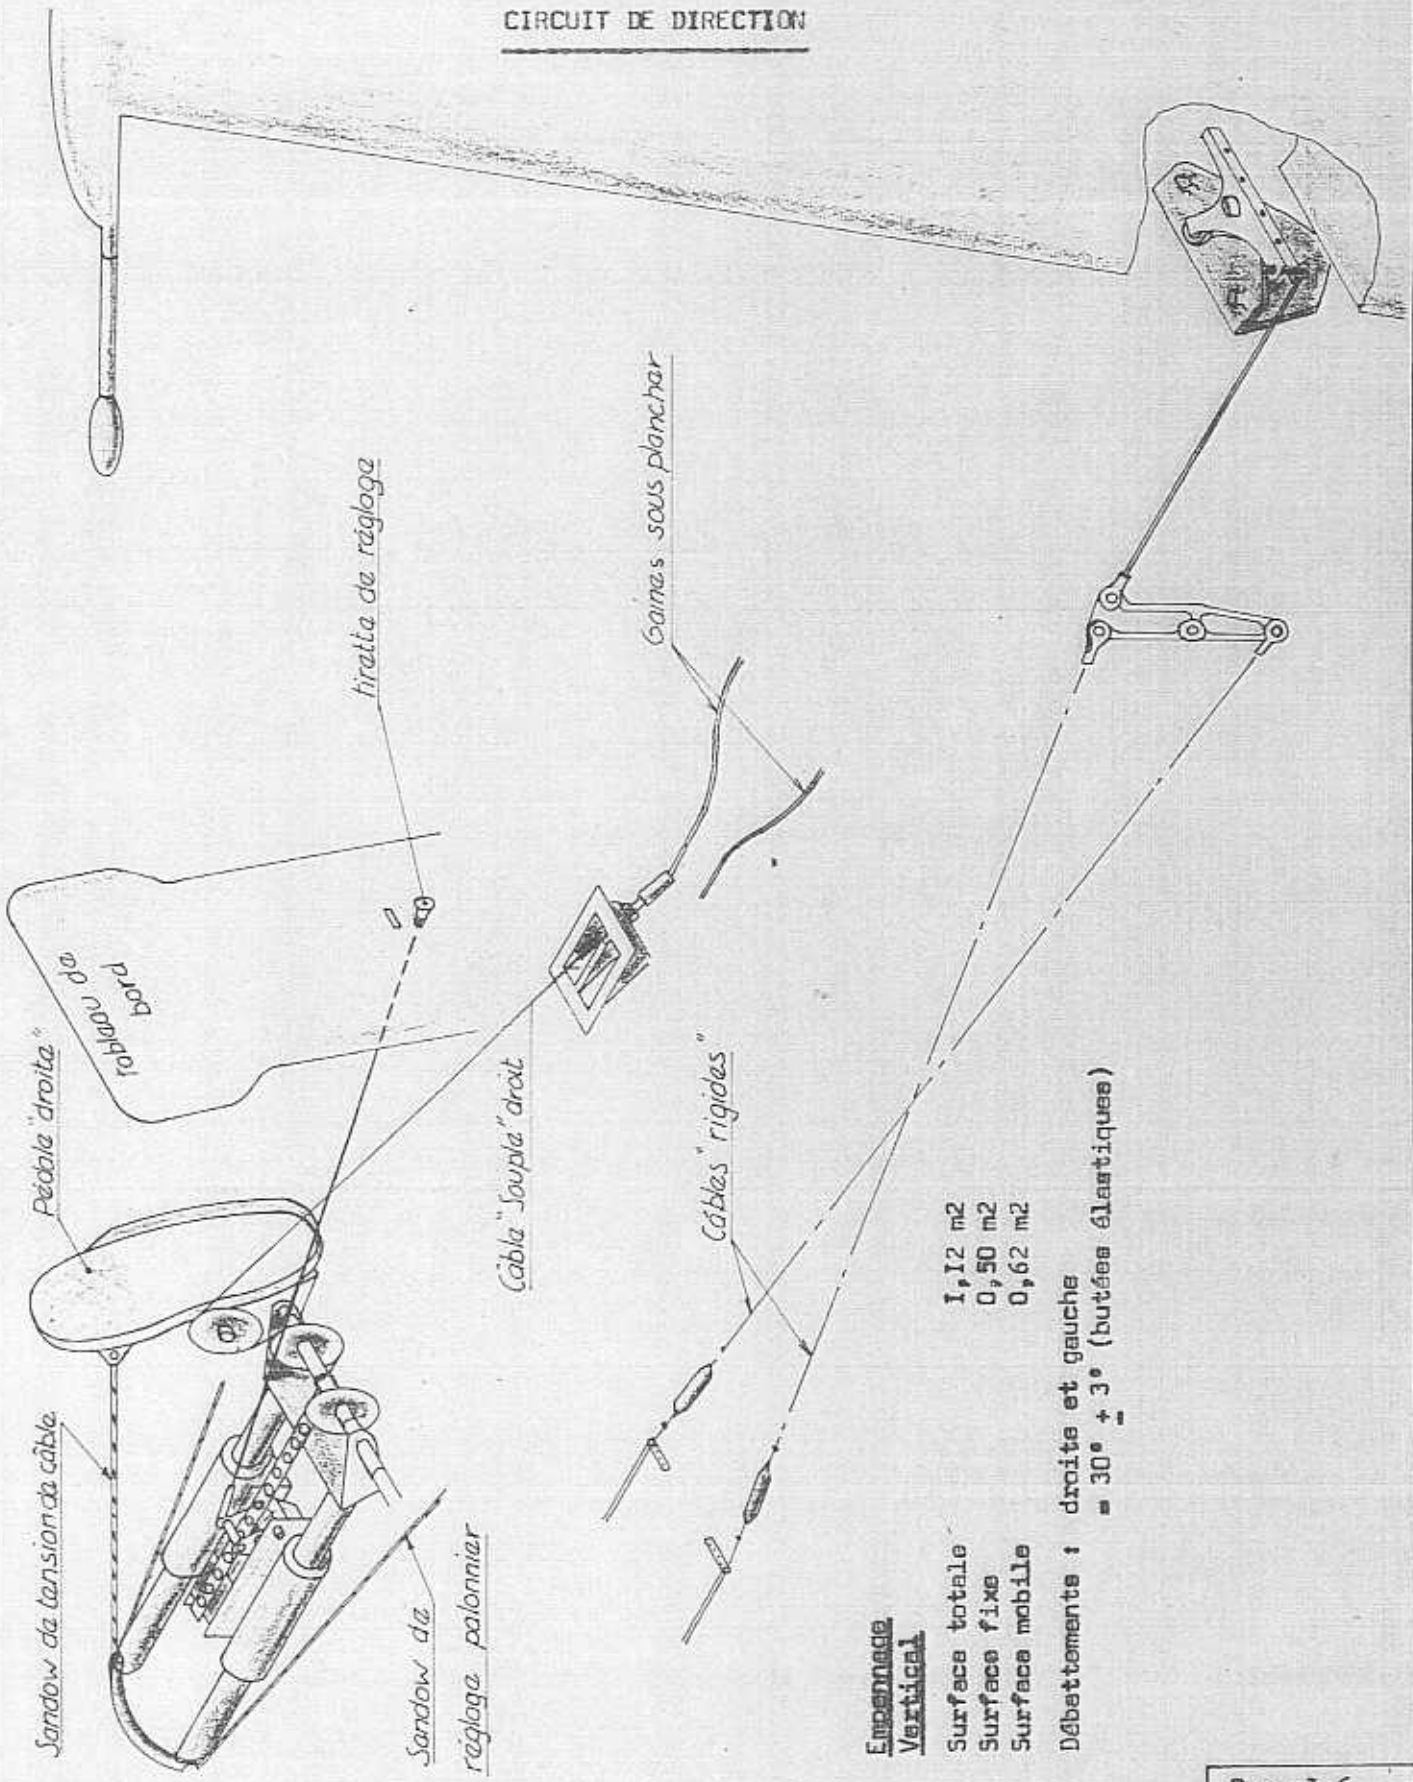 CIRCUIT DE DIRECTION
Sandow de tension de câble
Pédale "droite"
tableau de
bord
tirette de réglage
Sandow de
réglage palonnier
Câble "Souple" droit
Gaines sous plancher
Câbles "rigides"
Empennage
Vertical
Surface totale I,I2 m2
Surface fixe 0,50 m2
Surface mobile 0,62 m2
Débattements : droite et gauche
= 30° ± 3° (butées élastiques)